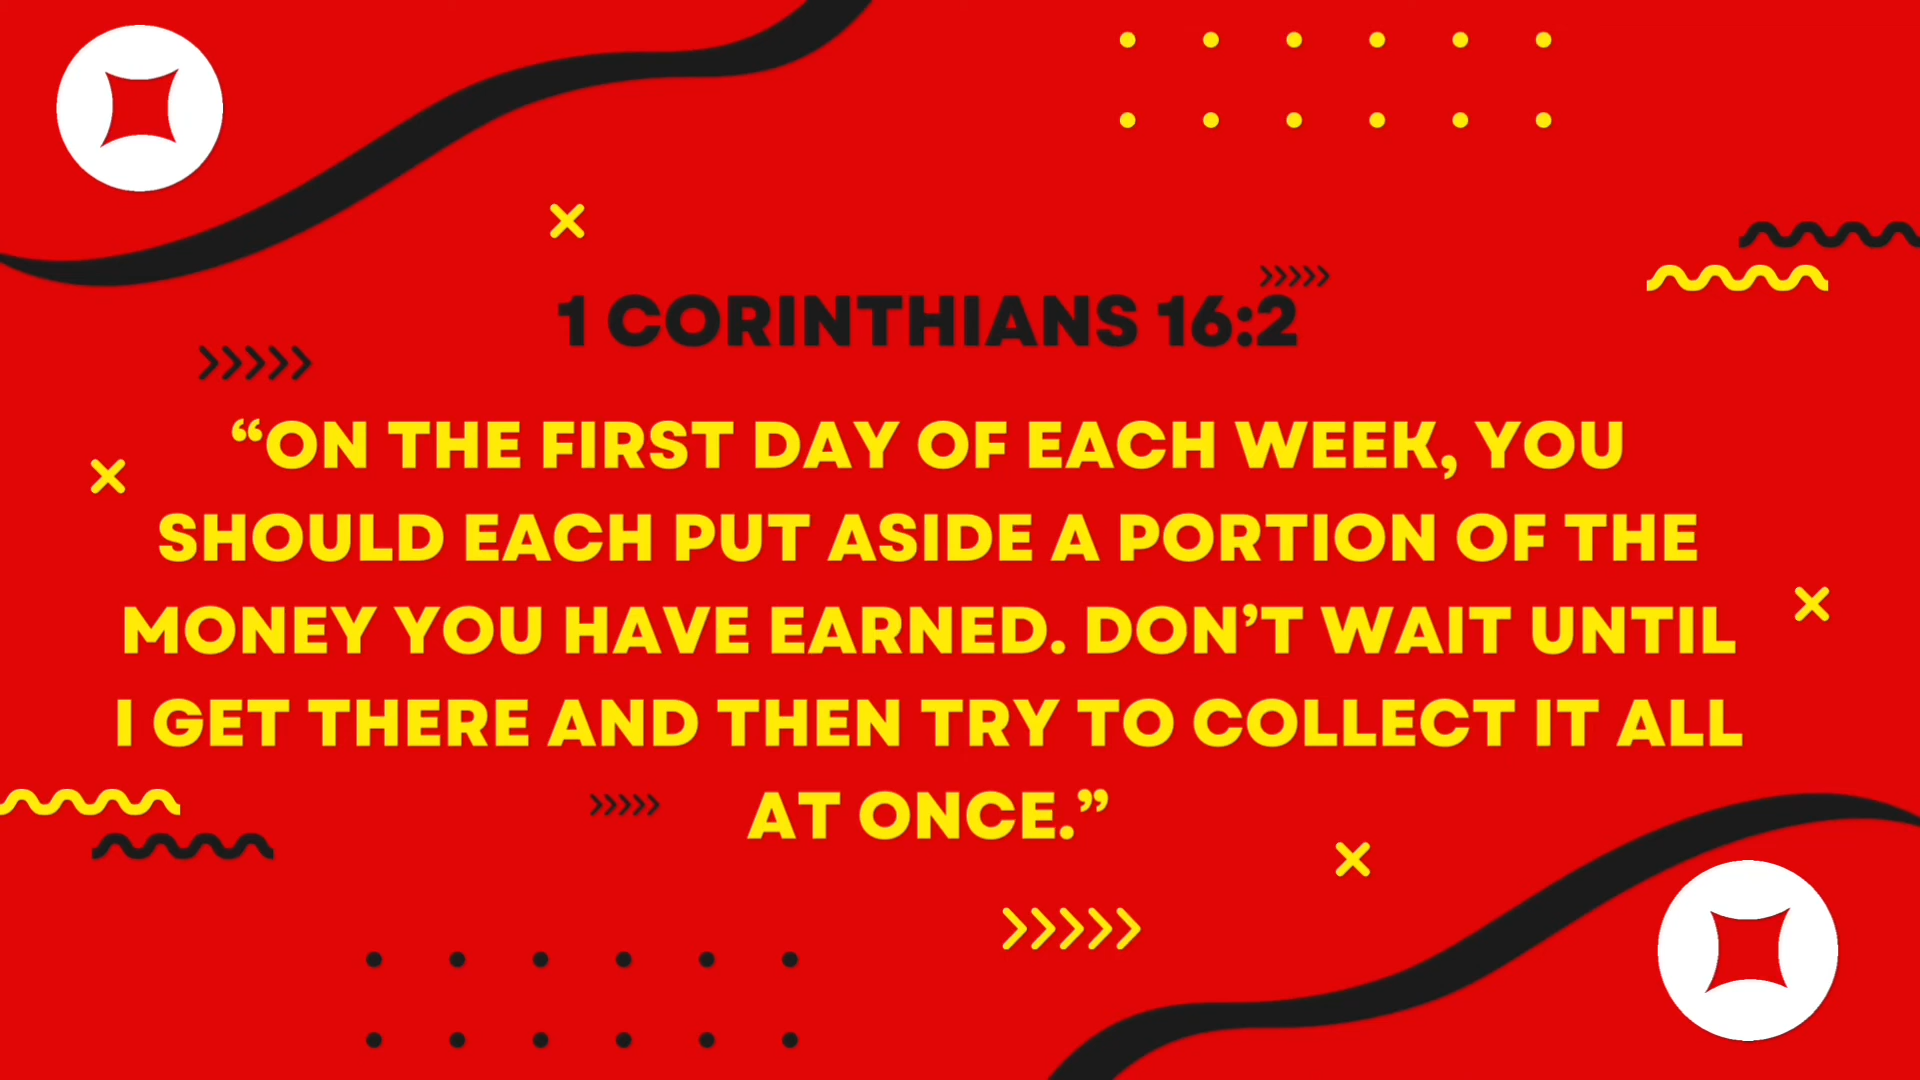 1 CORINTHIANS 16:2
“ON THE FIRST DAY OF EACH WEEK, YOU
SHOULD EACH PUT ASIDE A PORTION OF THE
MONEY YOU HAVE EARNED. DON’T WAIT UNTIL
I GET THERE AND THEN TRY TO COLLECT IT ALL
AT ONCE.”